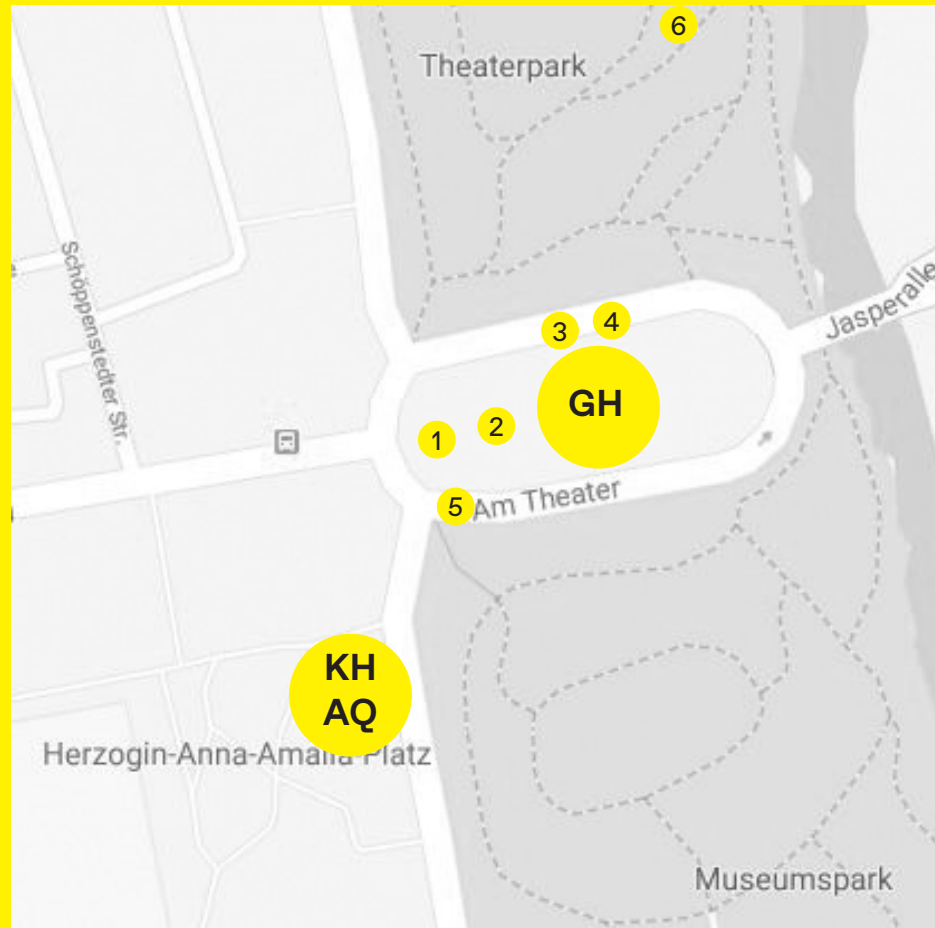 6
Theaterpark
Schöppenstedter Str.
Jasperalle
3
4
GH
1
2
5
Am Theater
KH
AQ
Herzogin-Anna-Amalia-Platz
Museumspark